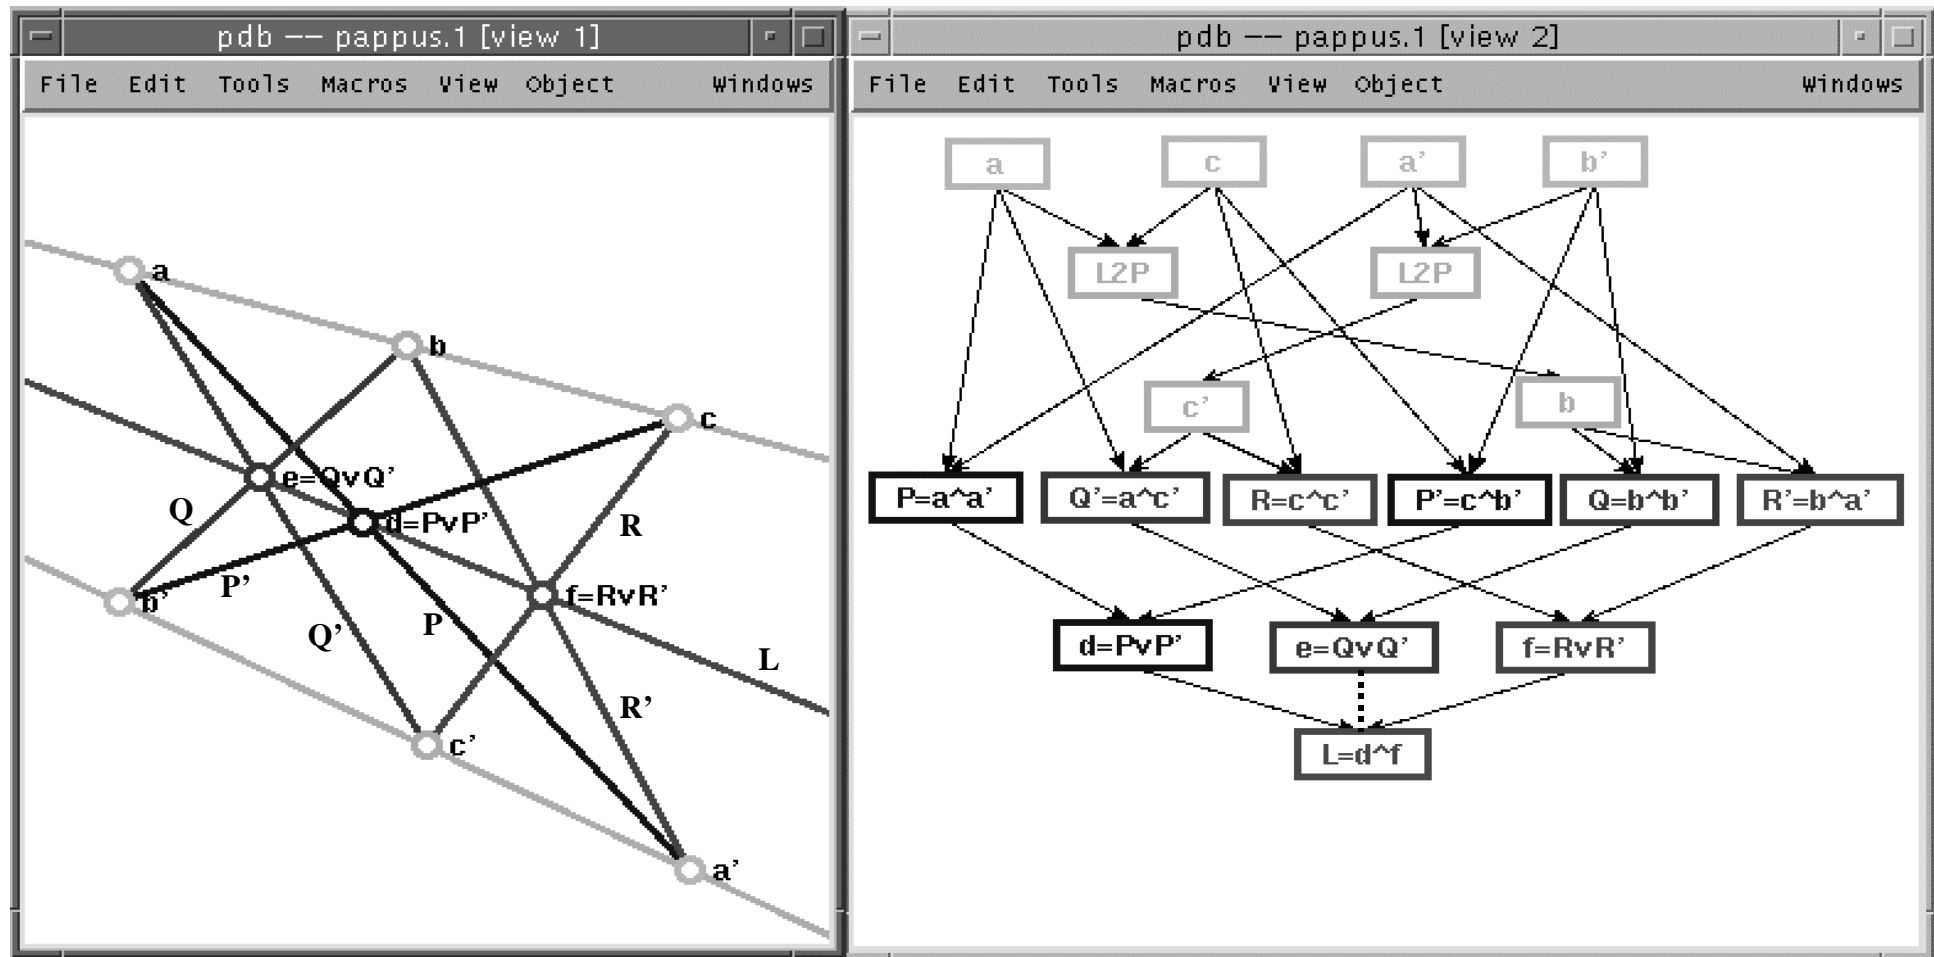 pdb –– pappus.1 [view 1]
File Edit Tools Macros View Object Windows
a
b
c
e=QvQ'
Q
d=PvP'
R
P'
b'
f=RvR'
Q'
P
L
R'
c'
a'
pdb –– pappus.1 [view 2]
File Edit Tools Macros View Object Windows
a c a' b'
L2P L2P
c' b
P=a^a' Q'=a^c' R=c^c' P'=c^b' Q=b^b' R'=b^a'
d=PvP' e=QvQ' f=RvR'
L=d^f